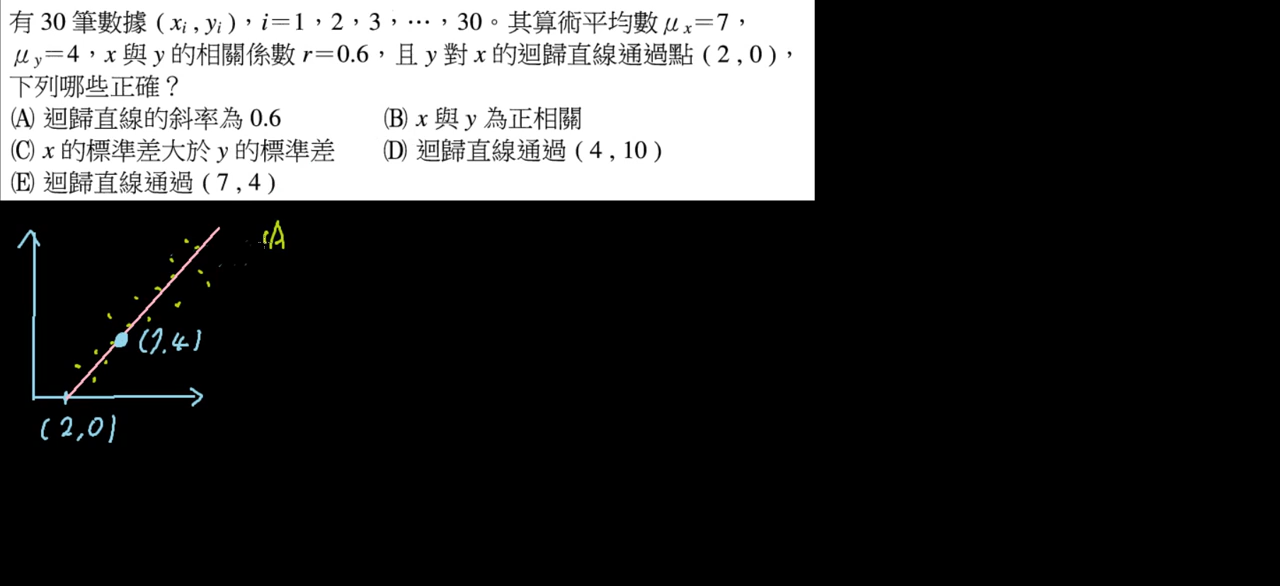 有 30 筆數據 ( xi , yi )，i＝1，2，3，…，30。其算術平均數 μx＝7，
μy＝4，x 與 y 的相關係數 r＝0.6，且 y 對 x 的迴歸直線通過點 ( 2 , 0 )，
下列哪些正確？
(A) 迴歸直線的斜率為 0.6 (B) x 與 y 為正相關
(C) x 的標準差大於 y 的標準差 (D) 迴歸直線通過 ( 4 , 10 )
(E) 迴歸直線通過 ( 7 , 4 )
(A
(7,4)
(2,0)